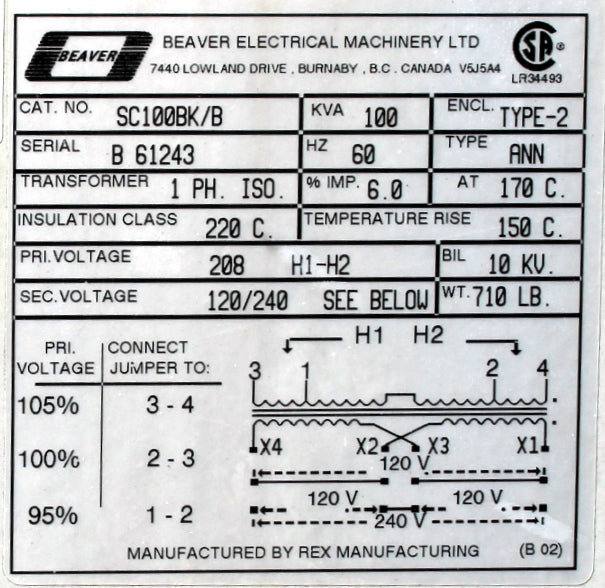 BEAVER
BEAVER ELECTRICAL MACHINERY LTD
7440 LOWLAND DRIVE , BURNABY , B.C . CANADA V5J5A4
SA ®
LR34493
CAT. NO. SC100BK/B KVA 100 ENCL. TYPE-2
SERIAL B 61243 HZ 60 TYPE ANN
TRANSFORMER 1 PH. ISO. % IMP. 6.0 AT 170 C.
INSULATION CLASS 220 C. TEMPERATURE RISE 150 C.
PRI.VOLTAGE 208 H1-H2 BIL 10 KV.
SEC.VOLTAGE 120/240 SEE BELOW WT. 710 LB.
PRI. VOLTAGE CONNECT JUMPER TO:
105% 3 - 4
100% 2 - 3
95% 1 - 2
H1 H2
3 1 2 4
X4 X2 X3 X1
120 V
120 V 120 V
240 V
MANUFACTURED BY REX MANUFACTURING (B 02)